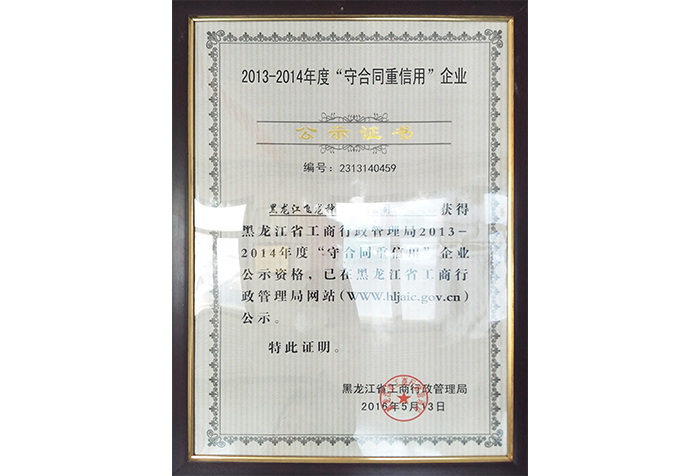 2013-2014年度“守合同重信用”企业
公示证书
编号：2313140459
黑龙江飞龙种 公司 获得
黑龙江省工商行政管理局2013-
2014年度“守合同重信用”企业
公示资格，已在黑龙江省工商行
政管理局网站(WWW.hljaic.gov.cn)
公示。
特此证明。
黑龙江省工商行政管理局
2016年5月13日